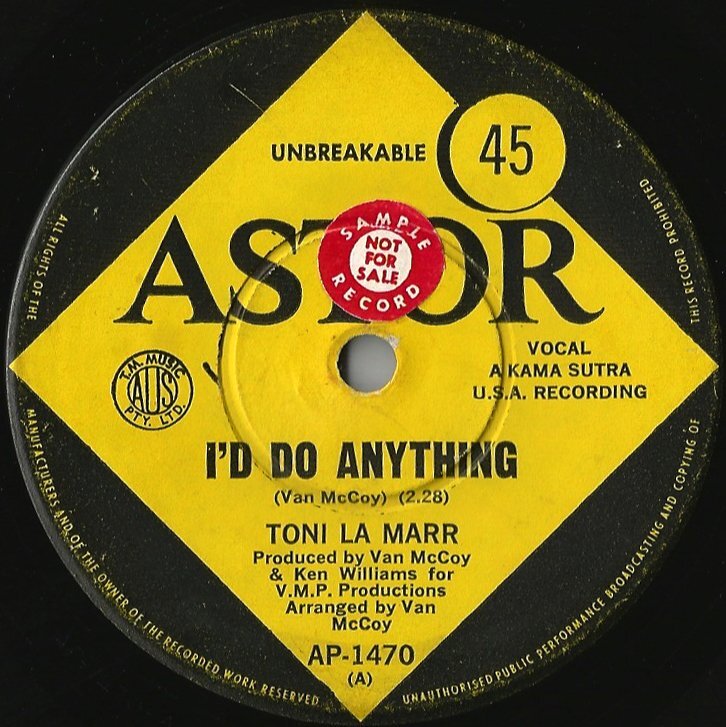 UNBREAKABLE
45
ASTOR
SAMPLE
NOT
FOR
SALE
RECORD
VOCAL
A KAMA SUTRA
U.S.A. RECORDING
T.M. MUSIC
AUS
PTY. LTD.
I'D DO ANYTHING
(Van McCoy) (2.28)
TONI LA MARR
Produced by Van McCoy
& Ken Williams for
V.M.P. Productions
Arranged by Van
McCoy
AP-1470
(A)
ALL RIGHTS OF THE
MANUFACTURERS AND OF THE OWNER OF THE RECORDED WORK RESERVED
UNAUTHORISED PUBLIC PERFORMANCE BROADCASTING AND COPYING OF
THIS RECORD PROHIBITED